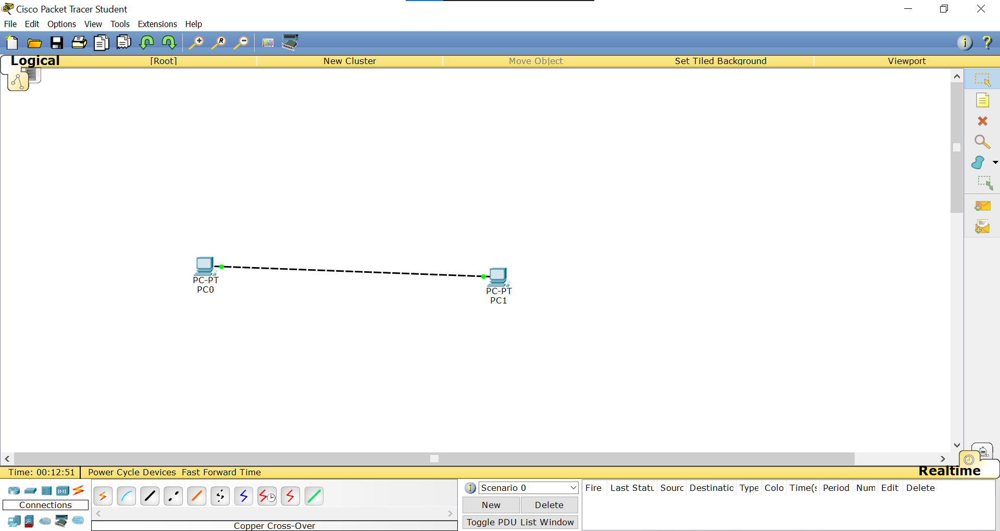 Cisco Packet Tracer Student
File Edit Options View Tools Extensions Help
Logical [Root] New Cluster Move Object Set Tiled Background Viewport
PC-PT
PC0
PC-PT
PC1
Time: 00:12:51 Power Cycle Devices Fast Forward Time Realtime
Connections
Copper Cross-Over
Scenario 0
New Delete
Toggle PDU List Window
Fire Last Statu Sourc Destinatic Type Colo Time(s Period Num Edit Delete